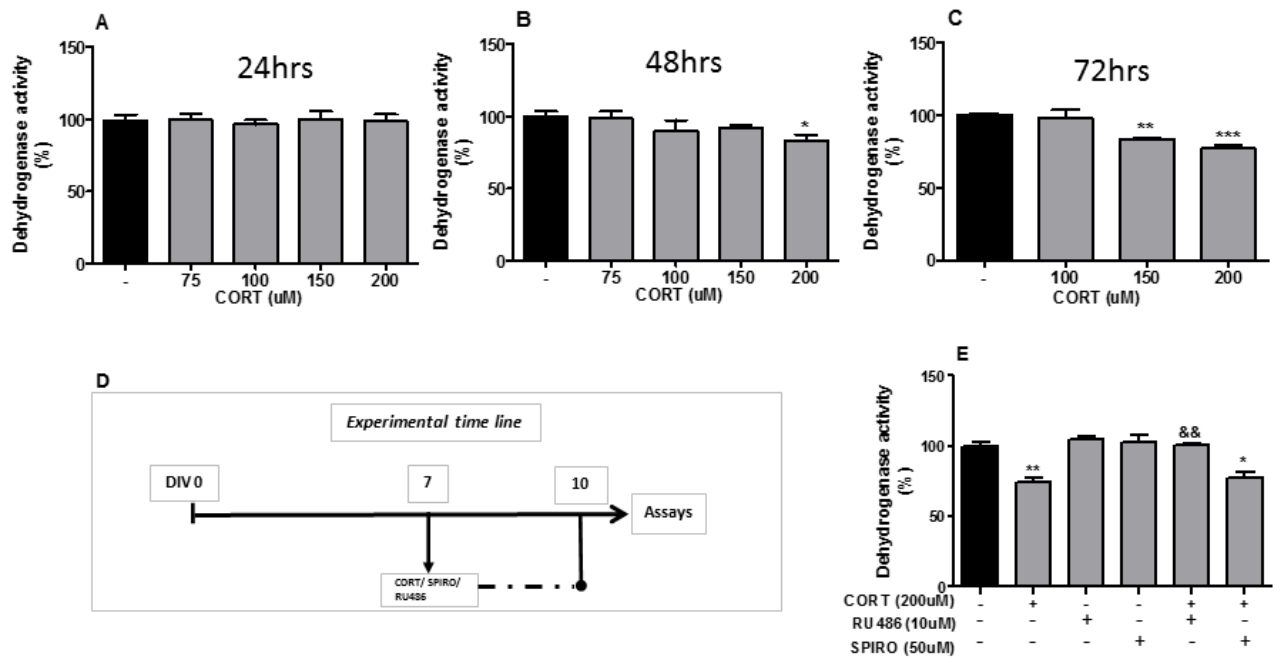 A
Dehydrogenase activity
(%)
150
100
50
0
24hrs
- 75 100 150 200
CORT (uM)
B
Dehydrogenase activity
(%)
150
100
50
0
48hrs
*
- 75 100 150 200
CORT (uM)
C
Dehydrogenase activity
(%)
150
100
50
0
72hrs
**
***
- 100 150 200
CORT (uM)
D
Experimental time line
DIV 0
7
10
Assays
CORT/ SPIRO/
RU486
E
Dehydrogenase activity
(%)
150
100
50
0
**
&&
*
CORT (200uM) - + - - + +
RU 486 (10uM) - - + - + -
SPIRO (50uM) - - - + - +